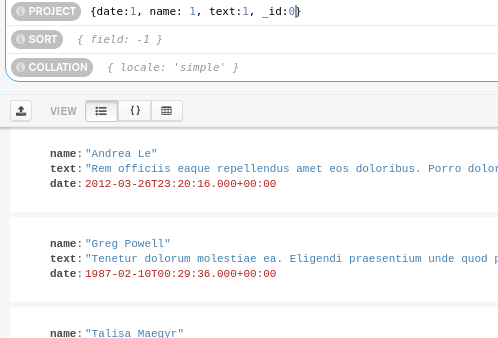 PROJECT {date:1, name: 1, text:1, _id:0}
SORT { field: -1 }
COLLATION { locale: 'simple' }
VIEW {}
name: "Andrea Le"
text: "Rem officiis eaque repellendus amet eos doloribus. Porro dolor
date: 2012-03-26T23:20:16.000+00:00
name: "Greg Powell"
text: "Tenetur dolorum molestiae ea. Eligendi praesentium unde quod p
date: 1987-02-10T00:29:36.000+00:00
name: "Talisa Maegyr"